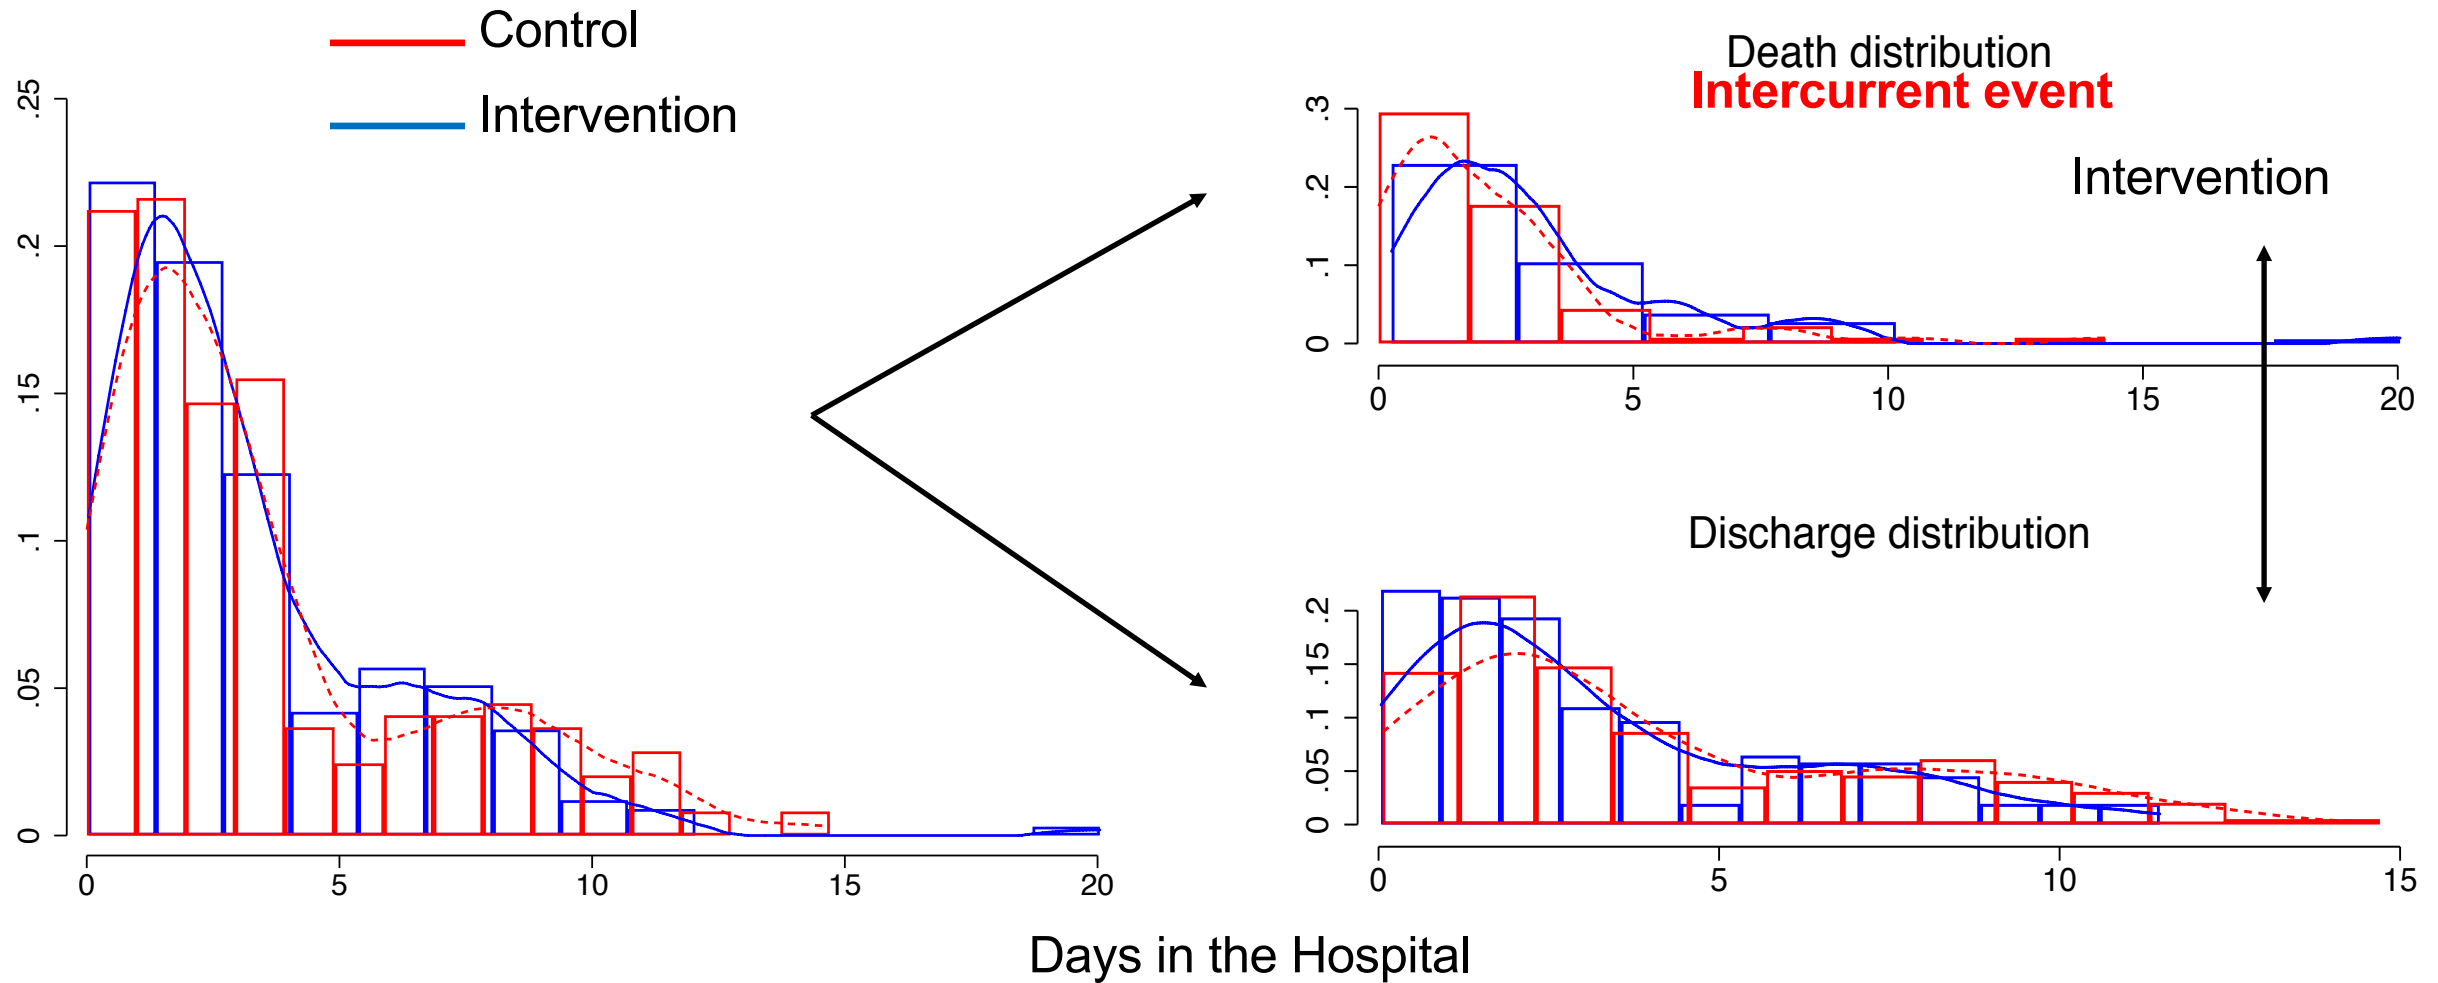 Control
Intervention
.25
.2
.15
.1
.05
0
0 5 10 15 20
Death distribution
Intercurrent event
.3
.2
.1
0
0 5 10 15 20
Intervention
Discharge distribution
.2
.15
.1
.05
0
0 5 10 15
Days in the Hospital